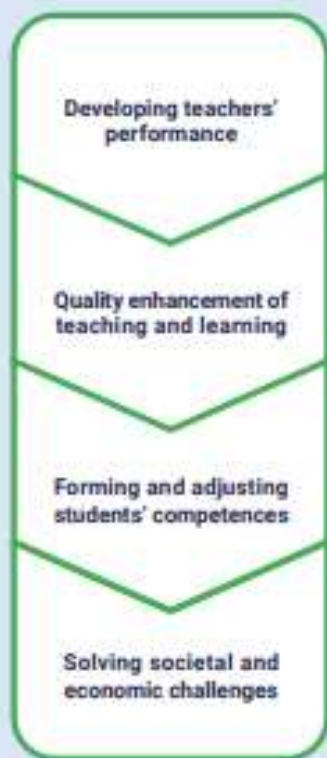 Developing teachers'
performance
Quality enhancement of
teaching and learning
Forming and adjusting
students' competences
Solving societal and
economic challenges